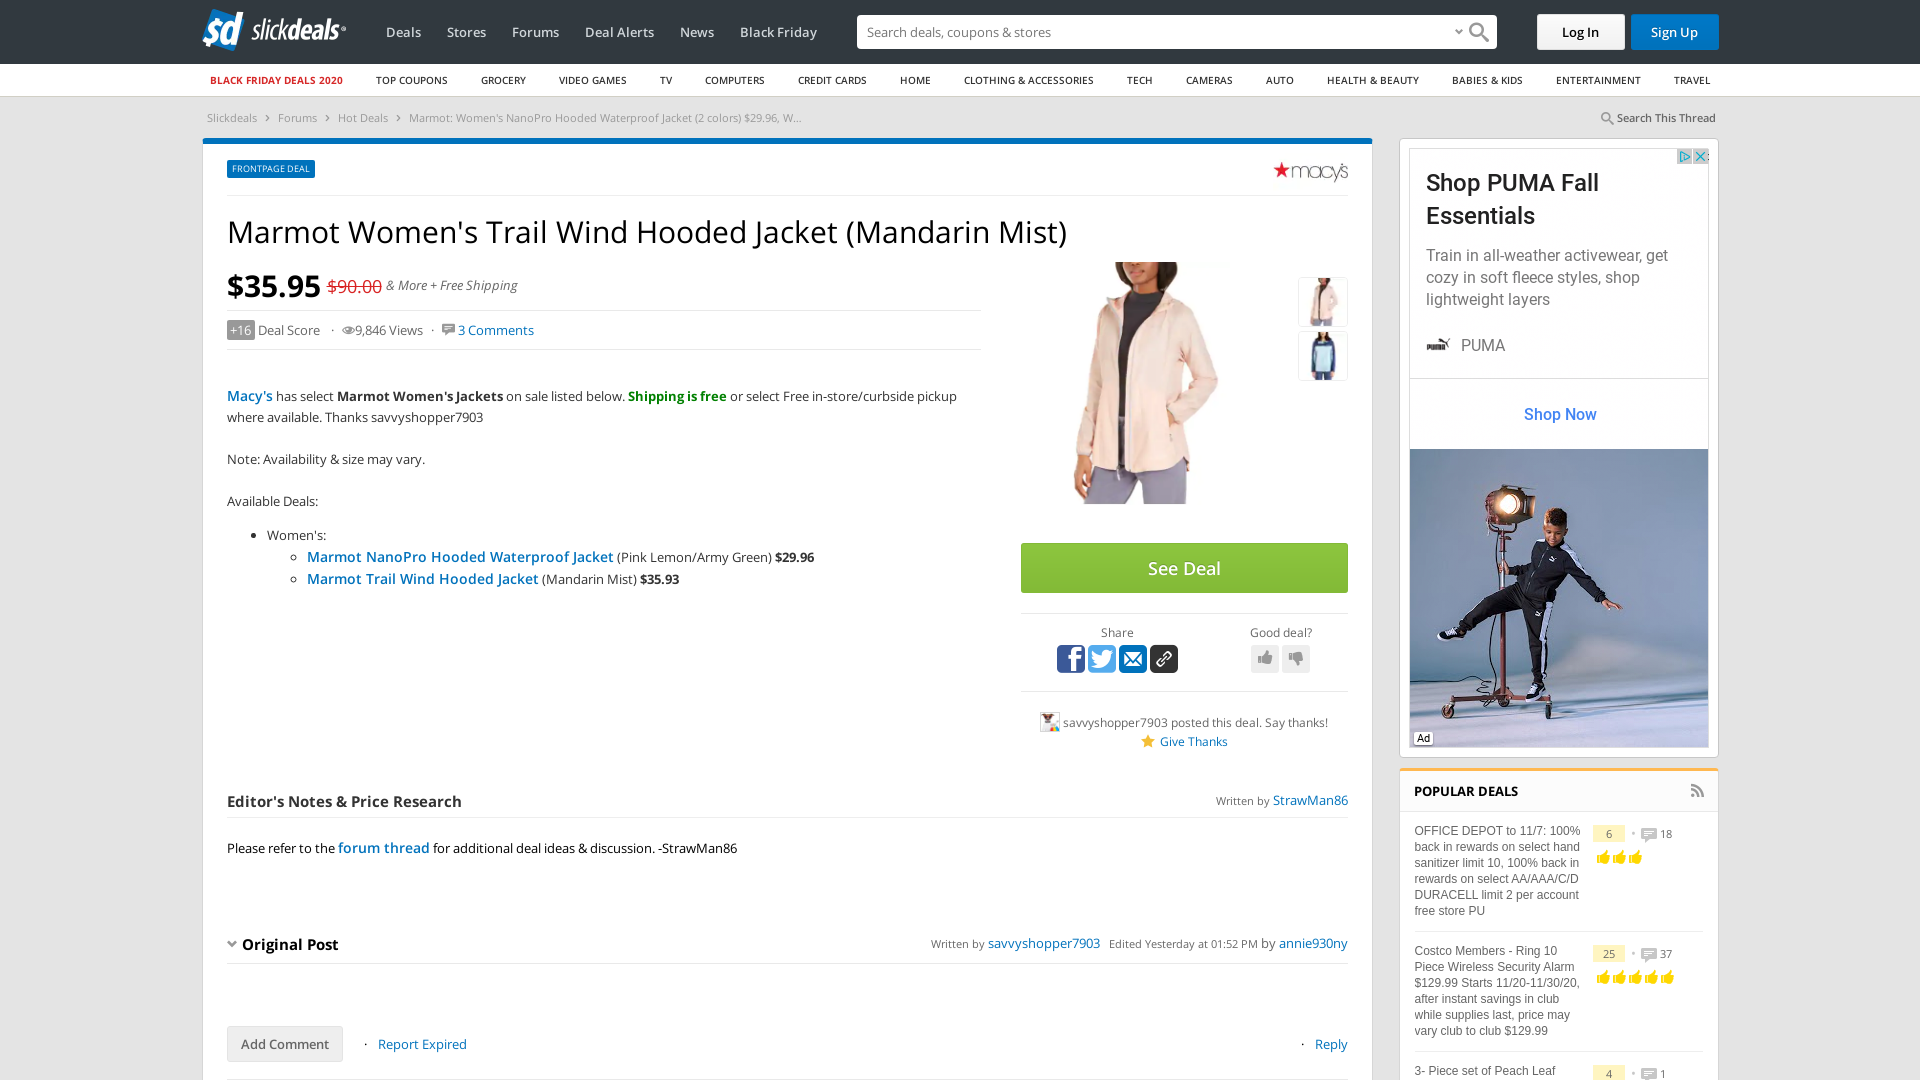 slickdeals
Deals Stores Forums Deal Alerts News Black Friday
Search deals, coupons & shopping
Log In
Sign Up
BLACK FRIDAY DEALS 2020 TOP COUPONS GROCERY VIDEO GAMES TV COMPUTERS CREDIT CARDS HOME CLOTHING & ACCESSORIES TECH CAMERAS AUTO HEALTH & BEAUTY BABIES & KIDS ENTERTAINMENT TRAVEL
Slickdeals › Forums › Hot Deals › Marmot: Women's NanoPro Hooded Waterproof Jacket (2 colors) $29.96, W...
Search This Thread
FRONTPAGE DEAL
macy's
Marmot Women's Trail Wind Hooded Jacket (Mandarin Mist)
$35.95 $90.00 & More + Free Shipping
+16 Deal Score · 9,846 Views · 3 Comments
Macy's has select Marmot Women's Jackets on sale listed below. Shipping is free or select Free in-store/curbside pickup
where available. Thanks savvyshopper7903
Note: Availability & size may vary.
Available Deals:
• Women's:
Marmot NanoPro Hooded Waterproof Jacket (Pink Lemon/Army Green) $29.96
Marmot Trail Wind Hooded Jacket (Mandarin Mist) $35.93
See Deal
Share
Good deal?
savvyshopper7903 posted this deal. Say thanks!
Give Thanks
Editor's Notes & Price Research
Written by StrawMan86
Please refer to the forum thread for additional deal ideas & discussion. -StrawMan86
Original Post
Written by savvyshopper7903 Edited Yesterday at 01:52 PM by annie930ny
Add Comment · Report Expired
· Reply
Shop PUMA Fall
Essentials
Train in all-weather activewear, get
cozy in soft fleece styles, shop
lightweight layers
PUMA
Shop Now
Ad
POPULAR DEALS
OFFICE DEPOT to 11/7: 100%
back in rewards on select hand
sanitizer limit 10, 100% back in
rewards on select AA/AAA/C/D
DURACELL limit 2 per account
free store PU
6 • 18
Costco Members - Ring 10
Piece Wireless Security Alarm
$129.99 Starts 11/20-11/30/20,
after instant savings in club
while supplies last, price may
vary club to club $129.99
25 • 37
3- Piece set of Peach Leaf
4 • 1